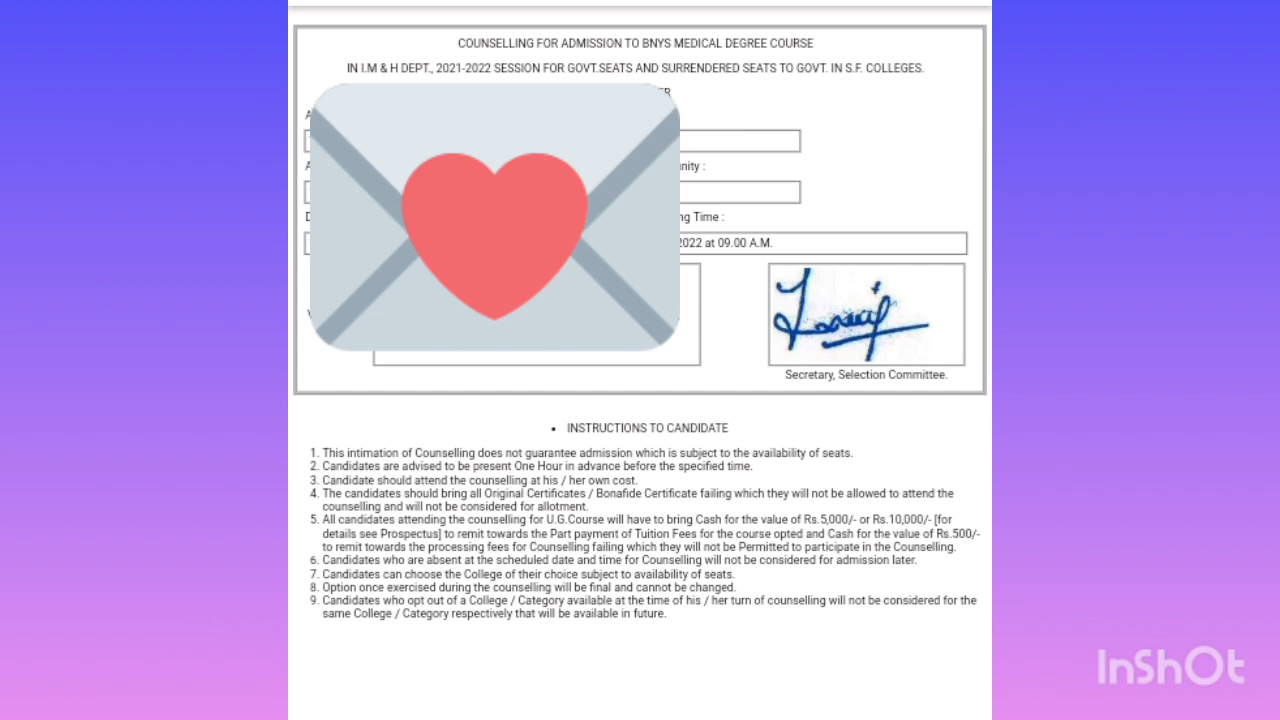 COUNSELLING FOR ADMISSION TO BNYS MEDICAL DEGREE COURSE
IN I.M & H DEPT., 2021-2022 SESSION FOR GOVT.SEATS AND SURRENDERED SEATS TO GOVT. IN S.F. COLLEGES.
Time :
2022 at 09.00 A.M.
Secretary, Selection Committee.
• INSTRUCTIONS TO CANDIDATE
1. This intimation of Counselling does not guarantee admission which is subject to the availability of seats.
2. Candidates are advised to be present One Hour in advance before the specified time.
3. Candidate should attend the counselling at his / her own cost.
4. The candidates should bring all Original Certificates / Bonafide Certificate failing which they will not be allowed to attend the
counselling and will not be considered for allotment.
5. All candidates attending the counselling for U.G.Course will have to bring Cash for the value of Rs.5,000/- or Rs.10,000/- [for
details see Prospectus] to remit towards the Part payment of Tuition Fees for the course opted and Cash for the value of Rs.500/-
to remit towards the processing fees for Counselling failing which they will not be Permitted to participate in the Counselling.
6. Candidates who are absent at the scheduled date and time for Counselling will not be considered for admission later.
7. Candidates can choose the College of their choice subject to availability of seats.
8. Option once exercised during the counselling will be final and cannot be changed.
9. Candidates who opt out of a College / Category available at the time of his / her turn of counselling will not be considered for the
same College / Category respectively that will be available in future.
InShOt